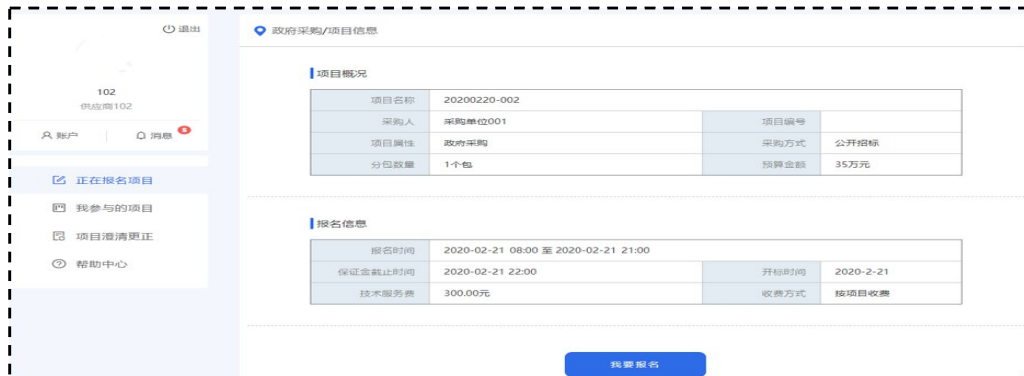 退出
102
供应商102
账户
消息
正在报名项目
我参与的项目
项目澄清更正
帮助中心
政府采购/项目信息
项目概况
项目名称 20200220-002
采购人 采购单位001 项目编号
项目属性 政府采购 采购方式 公开招标
分包数量 1个包 预算金额 35万元
报名信息
报名时间 2020-02-21 08:00 至 2020-02-21 21:00
保证金截止时间 2020-02-21 22:00 开标时间 2020-2-21
技术服务费 300.00元 收费方式 按项目收费
我要报名